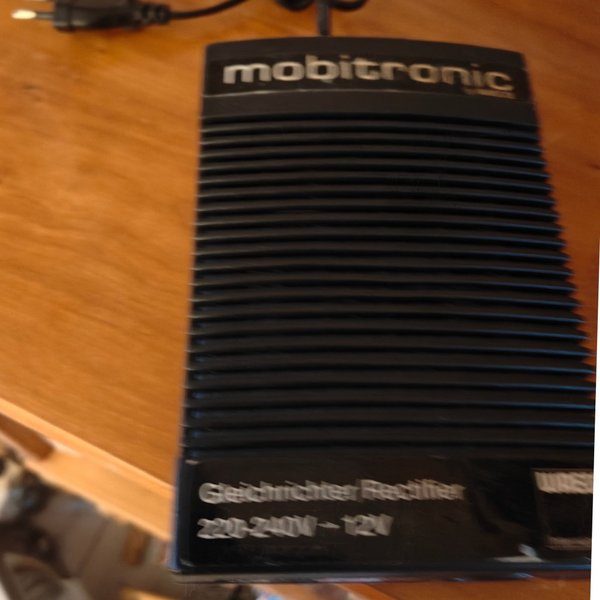 mobitronic
Gleichrichter/Rectifier
220-240V → 12V